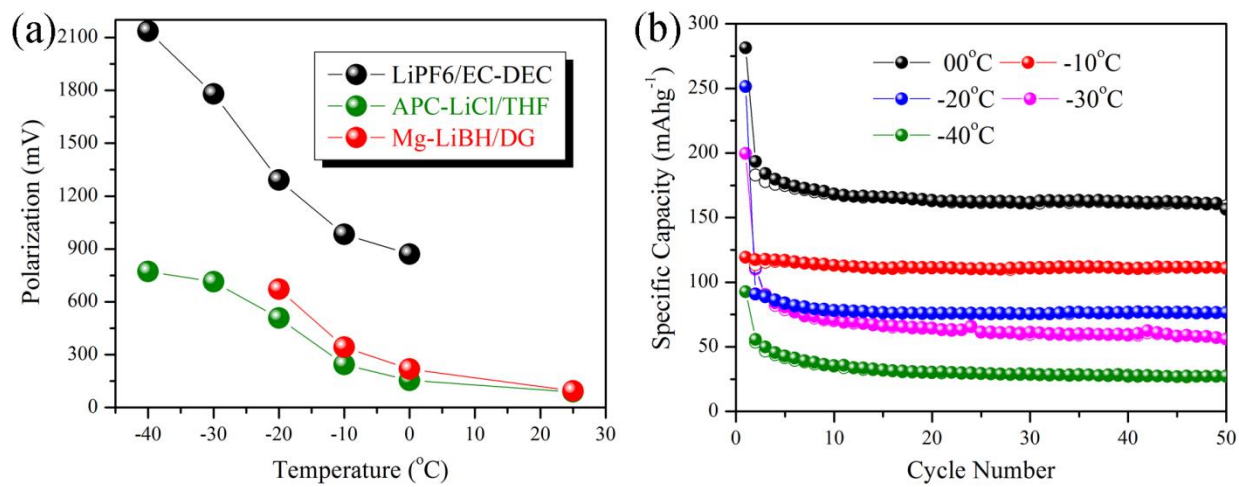 (a)
2100
1800
1500
1200
900
600
300
0
Polarization (mV)
LiPF6/EC-DEC
APC-LiCl/THF
Mg-LiBH/DG
-40 -30 -20 -10 0 10 20 30
Temperature (°C)
(b)
300
250
200
150
100
50
0
Specific Capacity (mAhg⁻¹)
00°C -10°C
-20°C -30°C
-40°C
0 10 20 30 40 50
Cycle Number